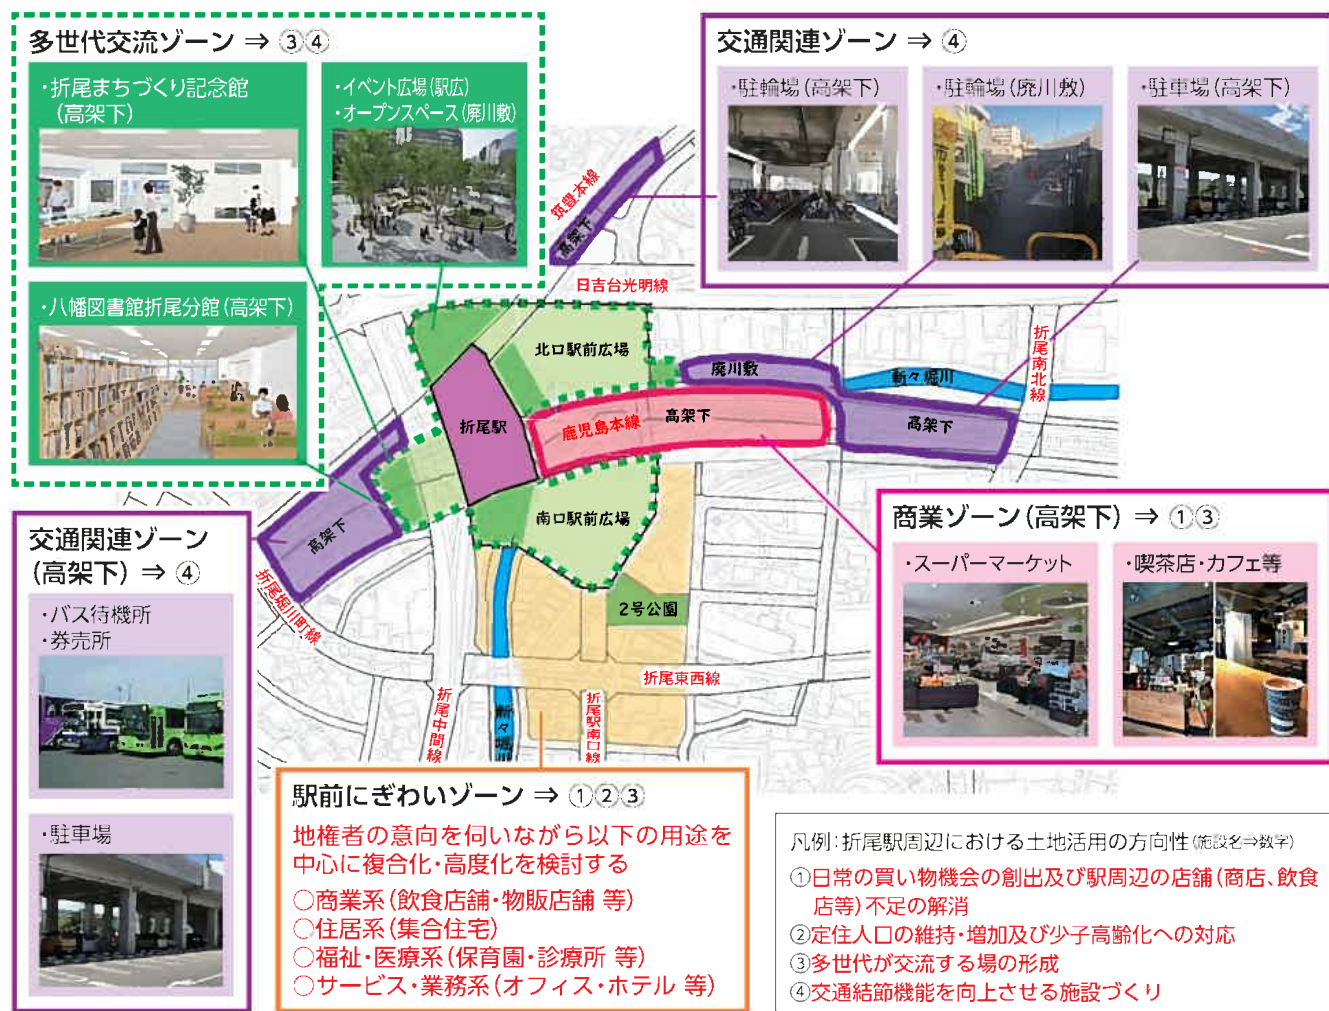 多世代交流ゾーン ⇒ ③④
・折尾まちづくり記念館
(高架下)
・イベント広場(駅広)
・オープンスペース(廃川敷)
・八幡図書館折尾分館(高架下)
交通関連ゾーン ⇒ ④
・駐輪場(高架下)
・駐輪場(廃川敷)
・駐車場(高架下)
筑豊本線
高架下
日吉台光明線
北口駅前広場
廃川敷
新々堀川
折尾南北線
折尾駅
鹿児島本線
高架下
高架下
高架下
南口駅前広場
2号公園
折尾堀川町線
折尾東西線
折尾中間線
新々堀川
折尾駅南口線
交通関連ゾーン
(高架下) ⇒ ④
・バス待機所
・券売所
・駐車場
商業ゾーン(高架下) ⇒ ①③
・スーパーマーケット
・喫茶店・カフェ等
駅前にぎわいゾーン ⇒ ①②③
地権者の意向を伺いながら以下の用途を
中心に複合化・高度化を検討する
○商業系(飲食店舗・物販店舗 等)
○住居系(集合住宅)
○福祉・医療系(保育園・診療所 等)
○サービス・業務系(オフィス・ホテル 等)
凡例:折尾駅周辺における土地活用の方向性(施設名⇒数字)
①日常の買い物機会の創出及び駅周辺の店舗(商店、飲食
店等)不足の解消
②定住人口の維持・増加及び少子高齢化への対応
③多世代が交流する場の形成
④交通結節機能を向上させる施設づくり